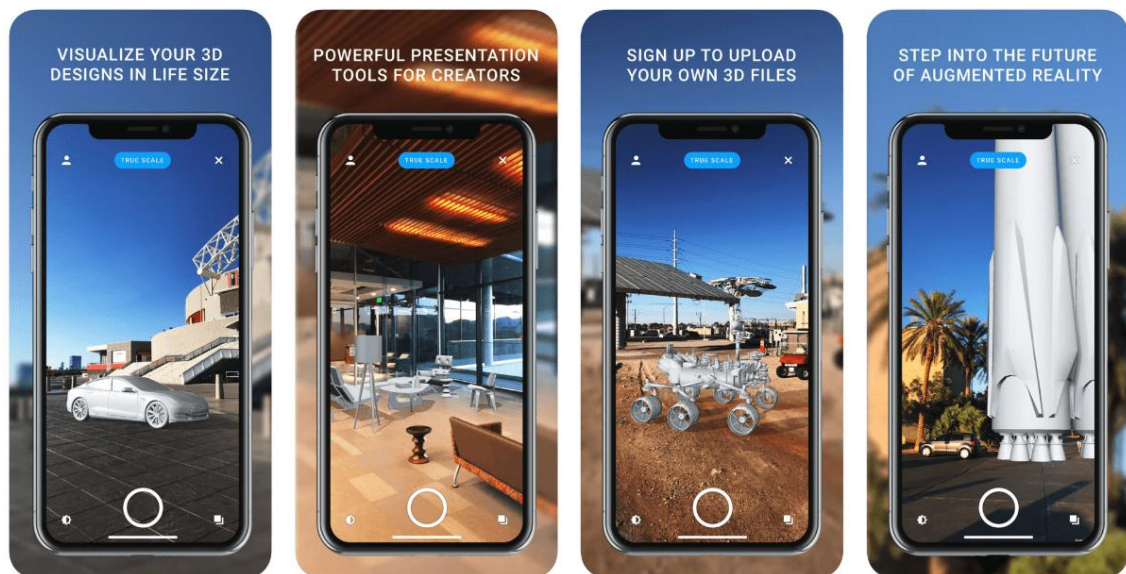 VISUALIZE YOUR 3D
DESIGNS IN LIFE SIZE
TRUE SCALE
POWERFUL PRESENTATION
TOOLS FOR CREATORS
TRUE SCALE
SIGN UP TO UPLOAD
YOUR OWN 3D FILES
TRUE SCALE
STEP INTO THE FUTURE
OF AUGMENTED REALITY
TRUE SCALE